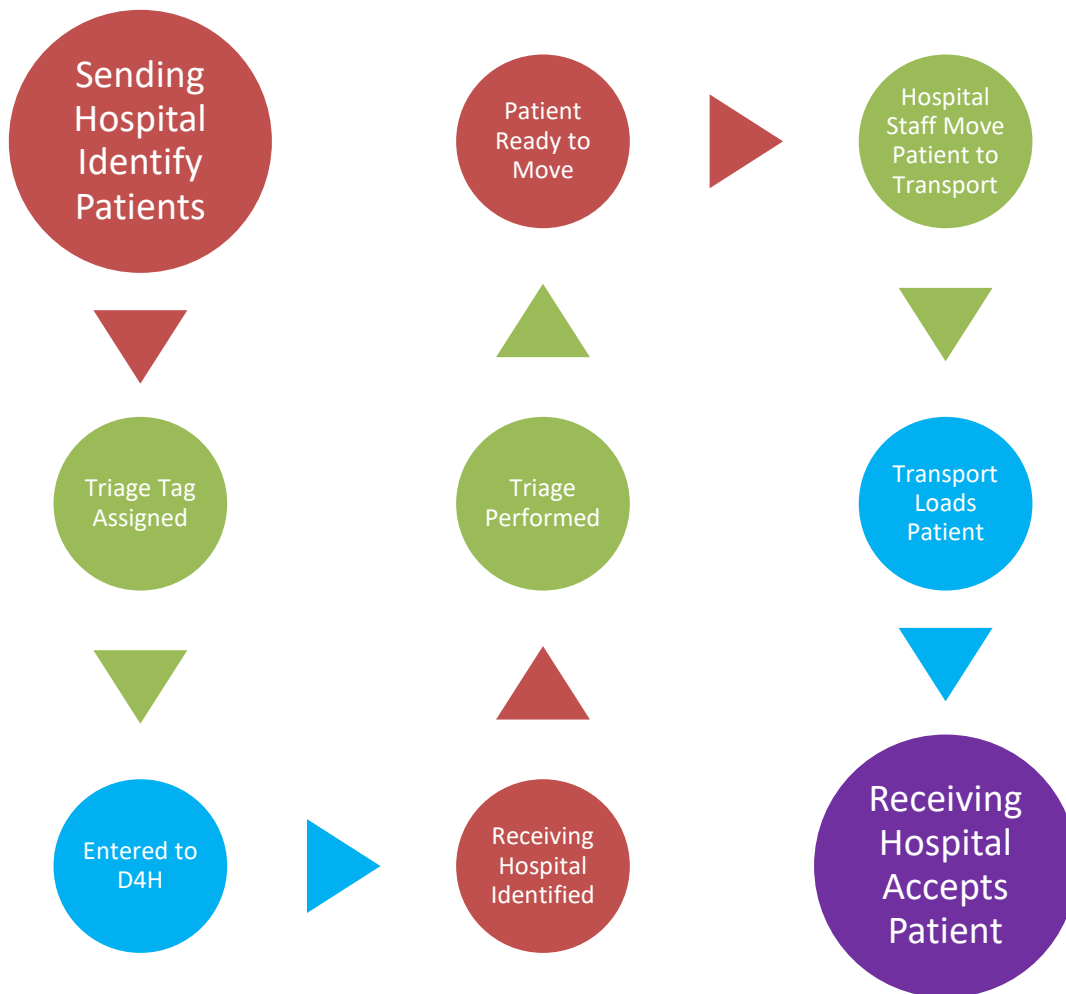 Sending
Hospital
Identify
Patients
Triage Tag
Assigned
Entered to
D4H
Receiving
Hospital
Identified
Triage
Performed
Patient
Ready to
Move
Hospital
Staff Move
Patient to
Transport
Transport
Loads
Patient
Receiving
Hospital
Accepts
Patient